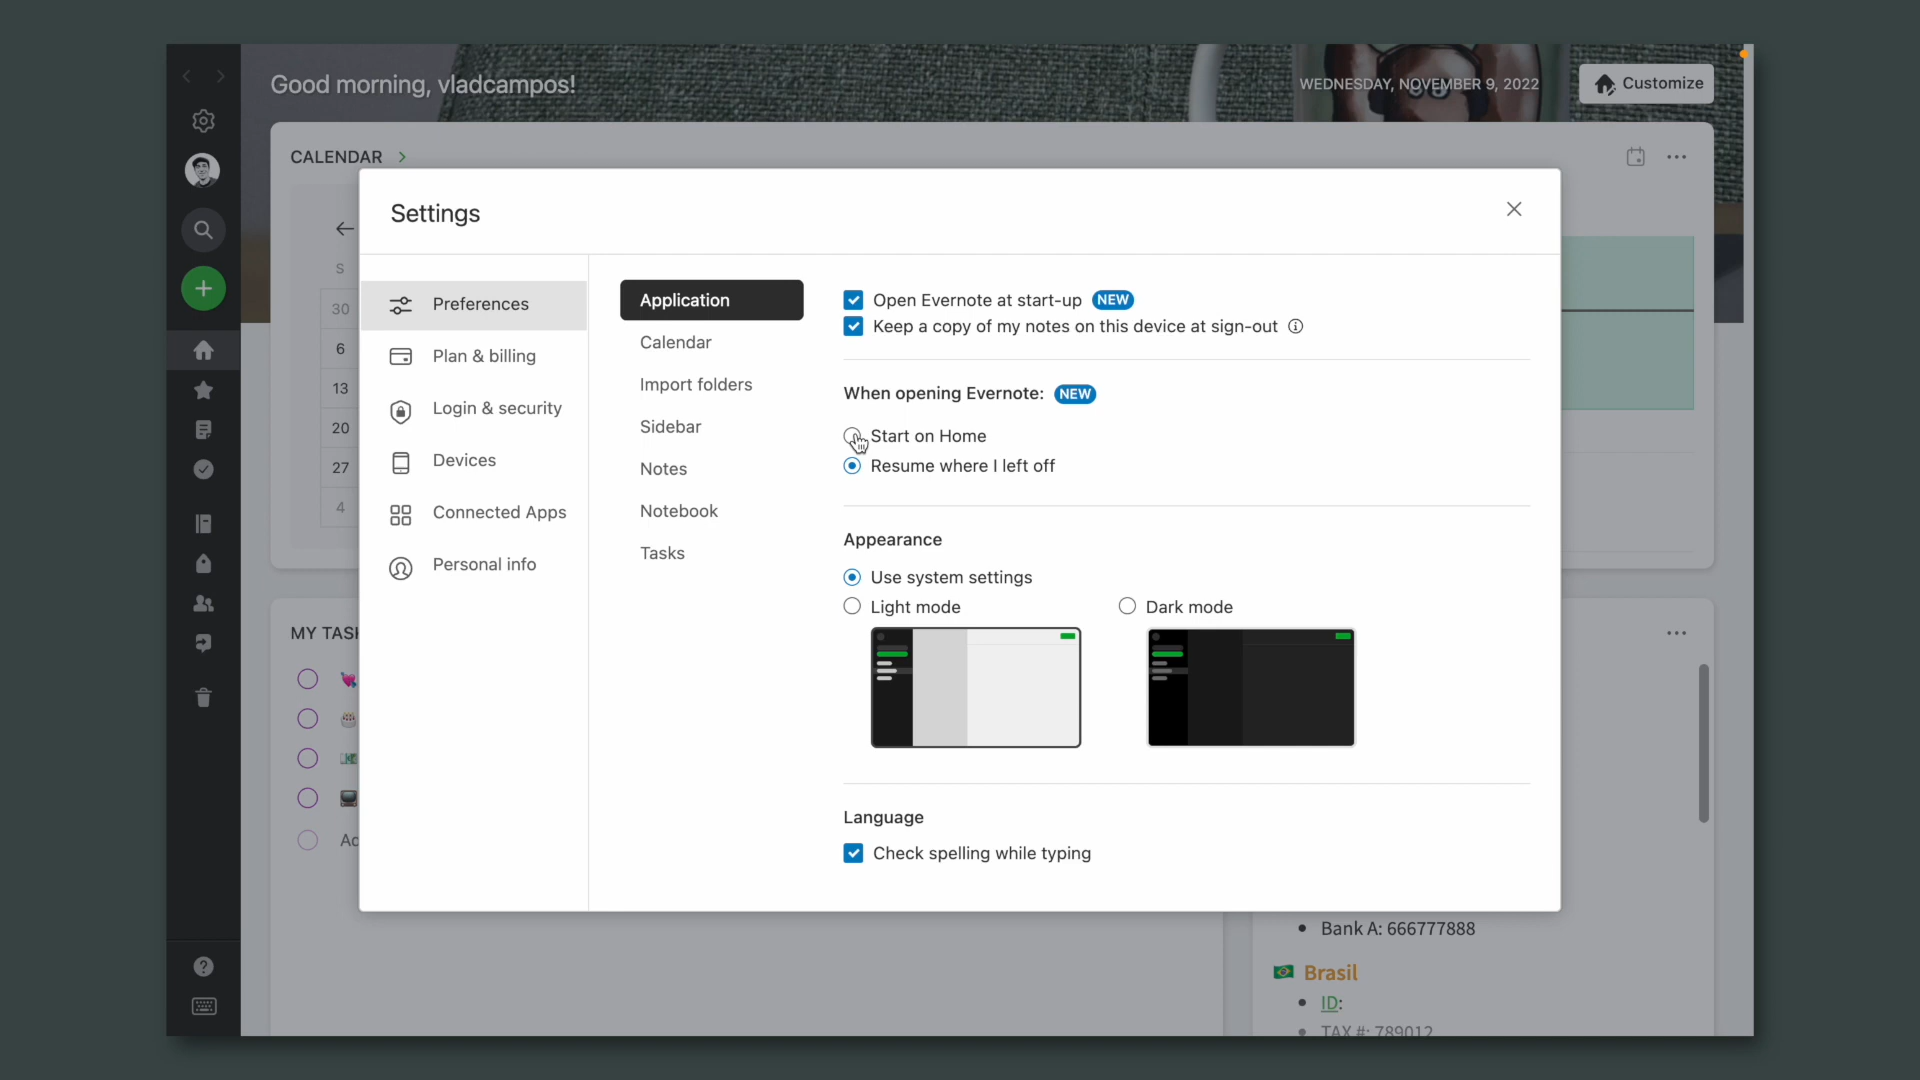 Good morning, vladcampos!
WEDNESDAY, NOVEMBER 9, 2022
Customize
CALENDAR
S
30
6
13
20
27
4
Settings
Preferences
Plan & billing
Login & security
Devices
Connected Apps
Personal info
Application
Calendar
Import folders
Sidebar
Notes
Notebook
Tasks
Open Evernote at start-up NEW
Keep a copy of my notes on this device at sign-out
When opening Evernote: NEW
Start on Home
Resume where I left off
Appearance
Use system settings
Light mode
Dark mode
Language
Check spelling while typing
MY TASK
Ad
Bank A: 666777888
Brasil
ID:
TAX #: 789012